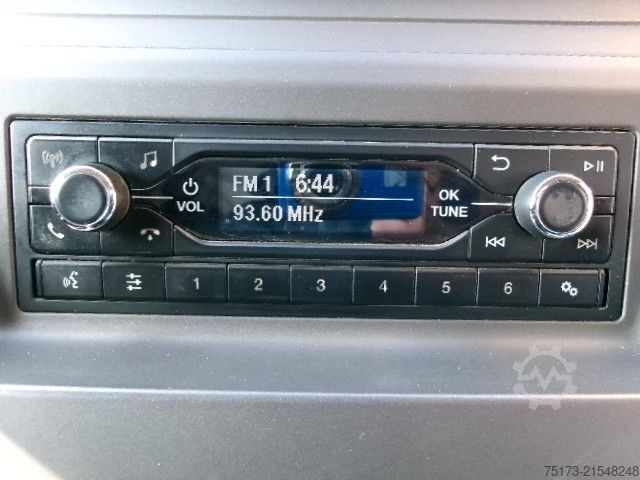 FM 1 6:44
VOL OK
93.60 MHz TUNE
1 2 3 4 5 6
75173-21548248